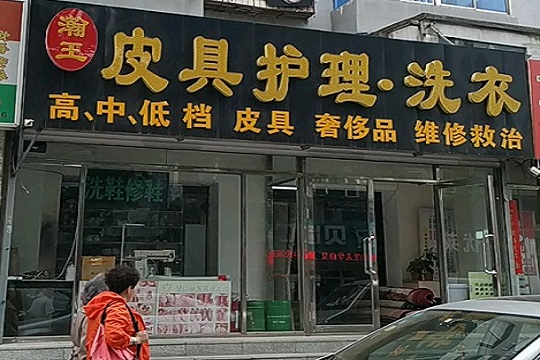 瀚王
皮具护理·洗衣
高、中、低档 皮具 奢侈品 维修救治
洗鞋修鞋